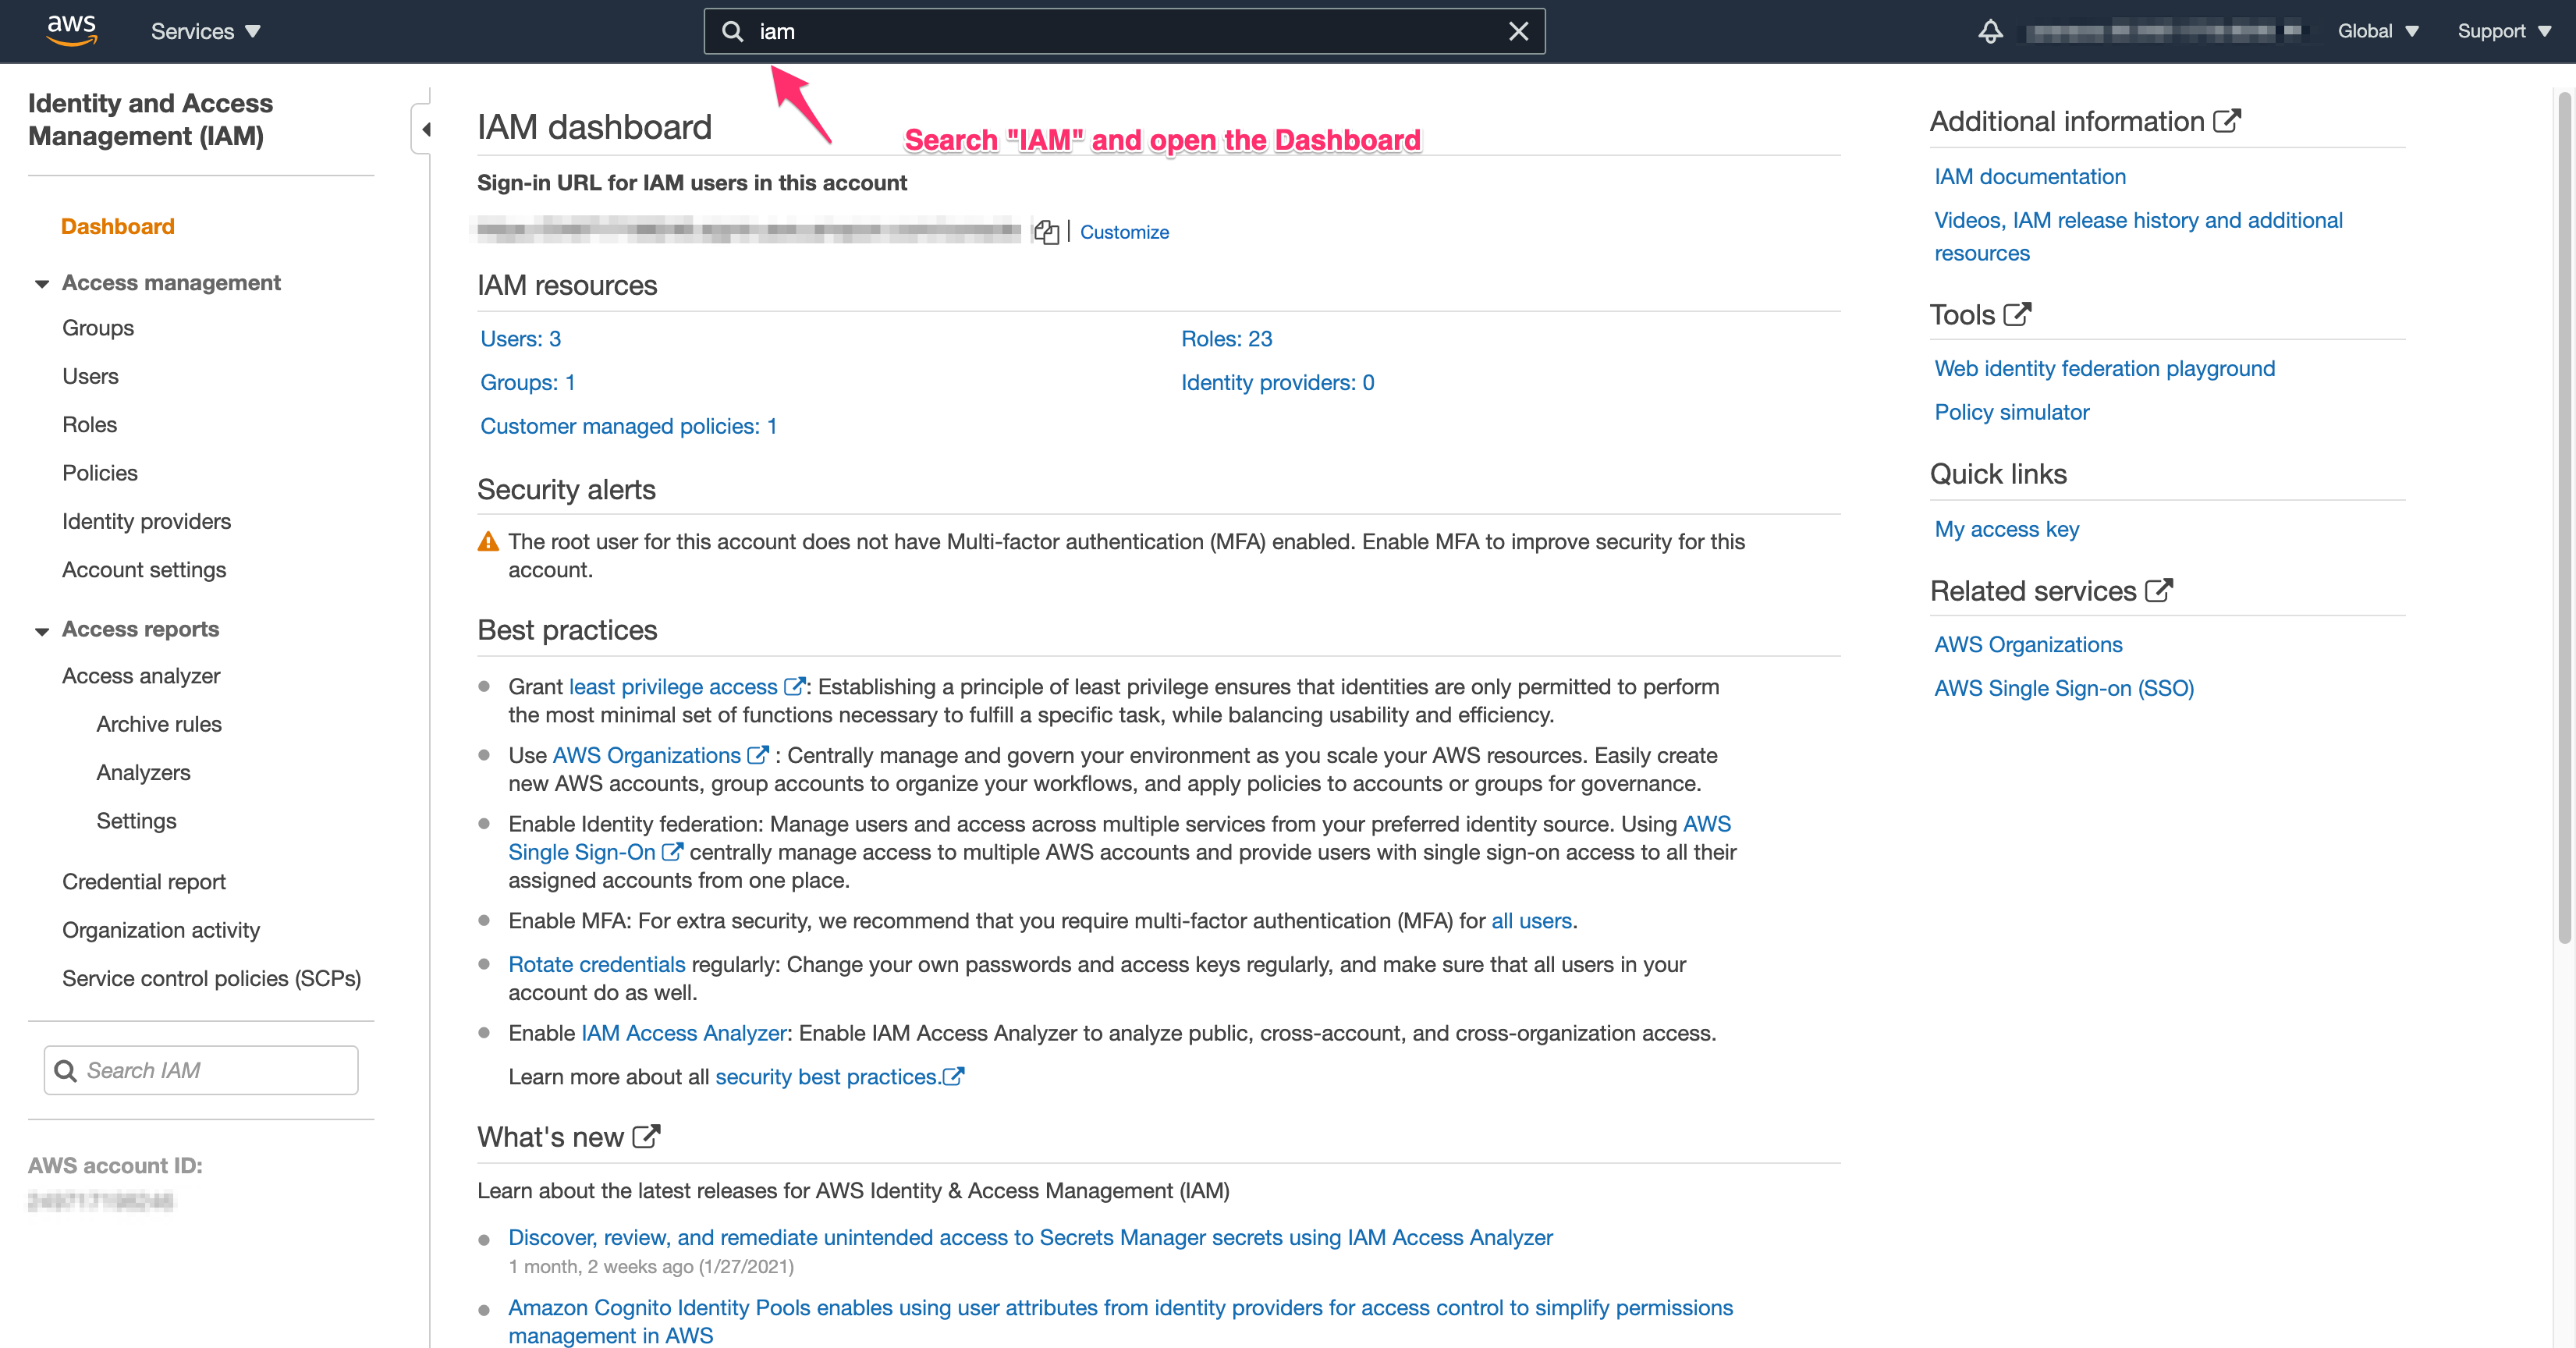 aws
Services
iam
Global
Support
Identity and Access
Management (IAM)
Dashboard
Access management
Groups
Users
Roles
Policies
Identity providers
Account settings
Access reports
Access analyzer
Archive rules
Analyzers
Settings
Credential report
Organization activity
Service control policies (SCPs)
Search IAM
AWS account ID:
IAM dashboard
Search "IAM" and open the Dashboard
Sign-in URL for IAM users in this account
| Customize
IAM resources
Users: 3
Roles: 23
Groups: 1
Identity providers: 0
Customer managed policies: 1
Security alerts
The root user for this account does not have Multi-factor authentication (MFA) enabled. Enable MFA to improve security for this
account.
Best practices
Grant least privilege access : Establishing a principle of least privilege ensures that identities are only permitted to perform
the most minimal set of functions necessary to fulfill a specific task, while balancing usability and efficiency.
Use AWS Organizations : Centrally manage and govern your environment as you scale your AWS resources. Easily create
new AWS accounts, group accounts to organize your workflows, and apply policies to accounts or groups for governance.
Enable Identity federation: Manage users and access across multiple services from your preferred identity source. Using AWS
Single Sign-On centrally manage access to multiple AWS accounts and provide users with single sign-on access to all their
assigned accounts from one place.
Enable MFA: For extra security, we recommend that you require multi-factor authentication (MFA) for all users.
Rotate credentials regularly: Change your own passwords and access keys regularly, and make sure that all users in your
account do as well.
Enable IAM Access Analyzer: Enable IAM Access Analyzer to analyze public, cross-account, and cross-organization access.
Learn more about all security best practices.
What's new
Learn about the latest releases for AWS Identity & Access Management (IAM)
Discover, review, and remediate unintended access to Secrets Manager secrets using IAM Access Analyzer
1 month, 2 weeks ago (1/27/2021)
Amazon Cognito Identity Pools enables using user attributes from identity providers for access control to simplify permissions
management in AWS
Additional information
IAM documentation
Videos, IAM release history and additional
resources
Tools
Web identity federation playground
Policy simulator
Quick links
My access key
Related services
AWS Organizations
AWS Single Sign-on (SSO)